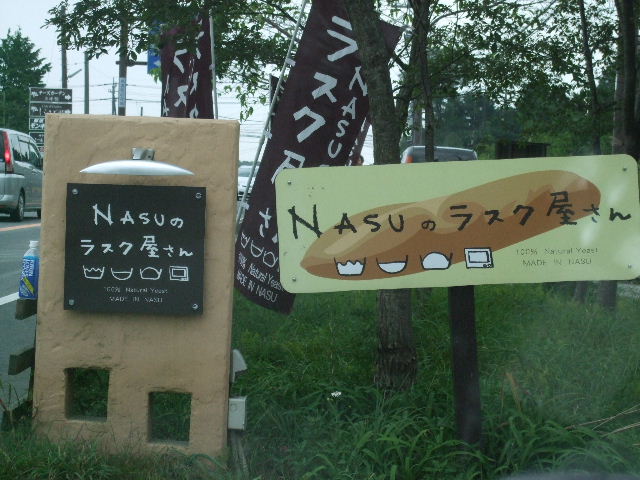 NASUの
ラスク屋さん
100% Natural Yeast
MADE IN NASU
NASUのラスク屋さん
100% Natural Yeast
MADE IN NASU
NASU
ラスク
Natural Yeast
MADE IN NASU